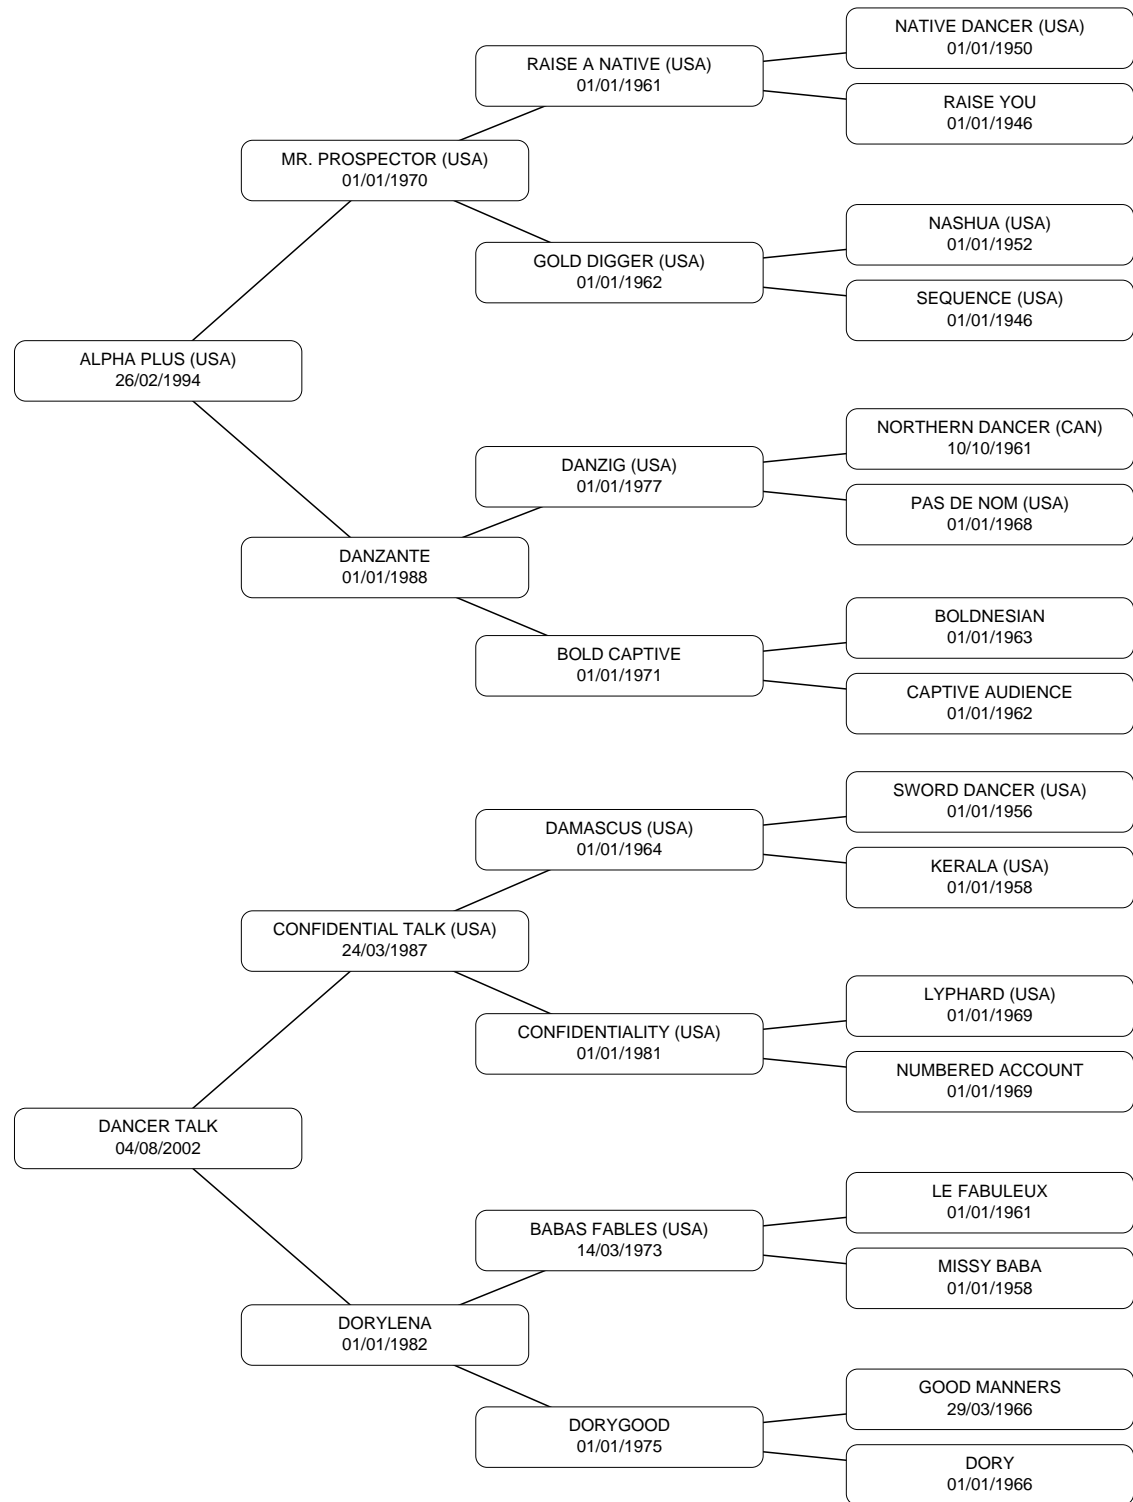 NATIVE DANCER (USA)
01/01/1950
RAISE A NATIVE (USA)
01/01/1961
RAISE YOU
01/01/1946
MR. PROSPECTOR (USA)
01/01/1970
NASHUA (USA)
01/01/1952
GOLD DIGGER (USA)
01/01/1962
SEQUENCE (USA)
01/01/1946
ALPHA PLUS (USA)
26/02/1994
NORTHERN DANCER (CAN)
10/10/1961
DANZIG (USA)
01/01/1977
PAS DE NOM (USA)
01/01/1968
DANZANTE
01/01/1988
BOLDNESIAN
01/01/1963
BOLD CAPTIVE
01/01/1971
CAPTIVE AUDIENCE
01/01/1962
SWORD DANCER (USA)
01/01/1956
DAMASCUS (USA)
01/01/1964
KERALA (USA)
01/01/1958
CONFIDENTIAL TALK (USA)
24/03/1987
LYPHARD (USA)
01/01/1969
CONFIDENTIALITY (USA)
01/01/1981
NUMBERED ACCOUNT
01/01/1969
DANCER TALK
04/08/2002
LE FABULEUX
01/01/1961
BABAS FABLES (USA)
14/03/1973
MISSY BABA
01/01/1958
DORYLENA
01/01/1982
GOOD MANNERS
29/03/1966
DORYGOOD
01/01/1975
DORY
01/01/1966